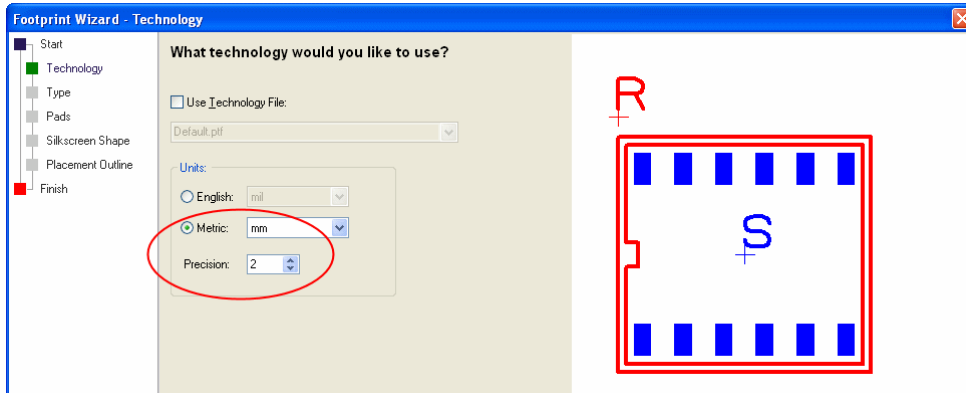 Footprint Wizard - Technology
Start
Technology
Type
Pads
Silkscreen Shape
Placement Outline
Finish
What technology would you like to use?
Use Technology File:
Default.ptf
Units:
English: mil
Metric: mm
Precision: 2
R
S